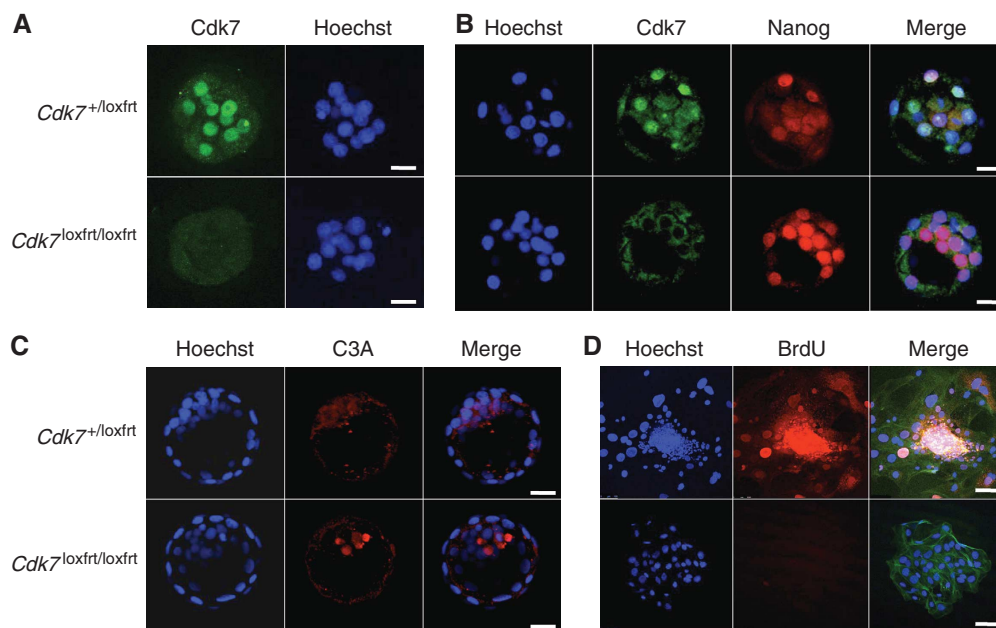 A
Cdk7 Hoechst
Cdk7+/loxfrt
Cdk7loxfrt/loxfrt
B
Hoechst Cdk7 Nanog Merge
C
Hoechst C3A Merge
Cdk7+/loxfrt
Cdk7loxfrt/loxfrt
D
Hoechst BrdU Merge